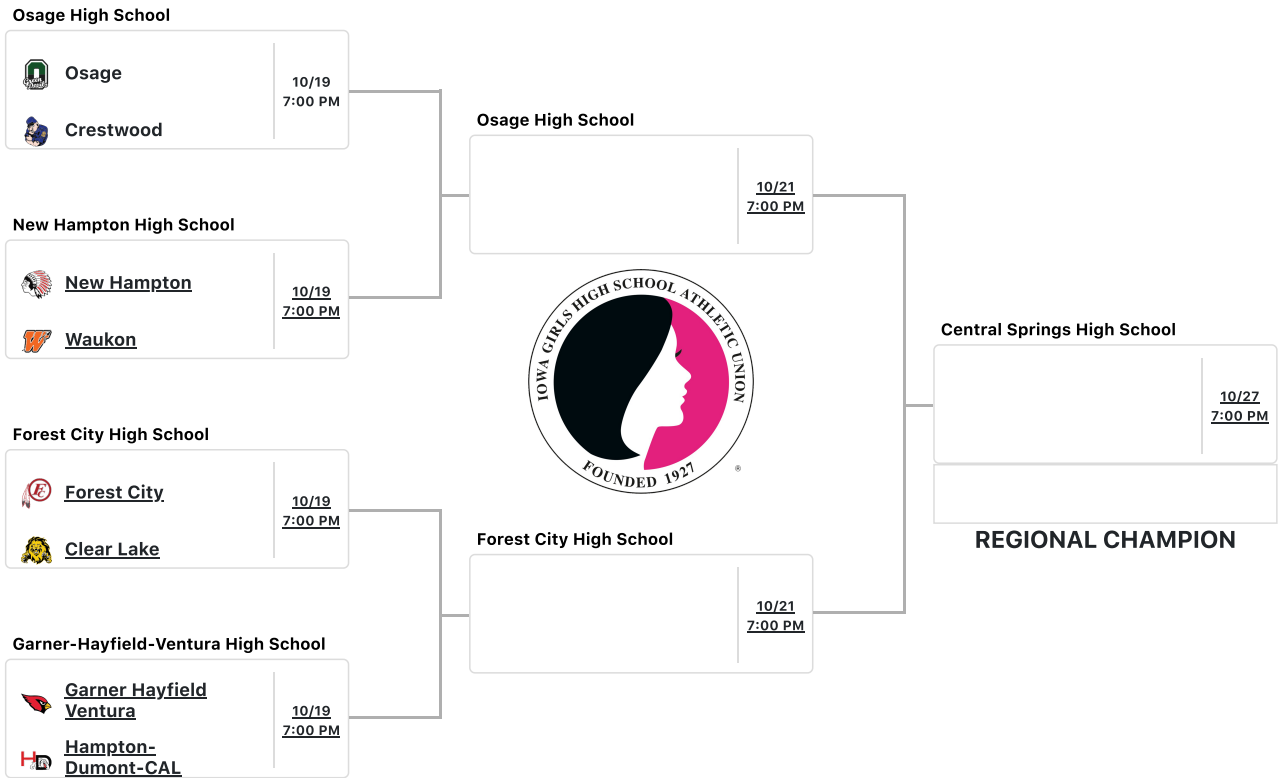 Osage High School
Osage
Crestwood
10/19
7:00 PM
New Hampton High School
New Hampton
Waukon
10/19
7:00 PM
Forest City High School
Forest City
Clear Lake
10/19
7:00 PM
Garner-Hayfield-Ventura High School
Garner Hayfield
Ventura
Hampton-
Dumont-CAL
10/19
7:00 PM
Osage High School
10/21
7:00 PM
IOWA GIRLS HIGH SCHOOL ATHLETIC UNION
FOUNDED 1927
®
Forest City High School
10/21
7:00 PM
Central Springs High School
10/27
7:00 PM
REGIONAL CHAMPION